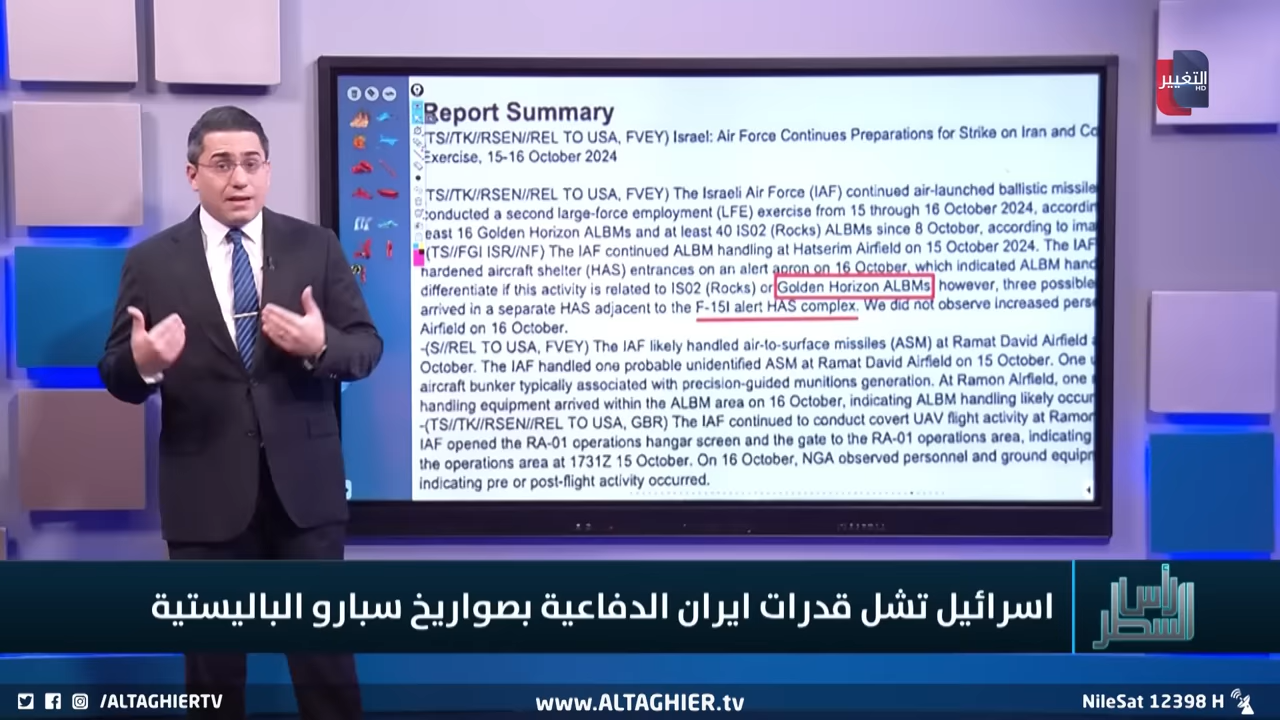 التغيير
HD
Report Summary
(TS//TK//RSEN//REL TO USA, FVEY) Israel: Air Force Continues Preparations for Strike on Iran and Co
Exercise, 15-16 October 2024
(TS//TK//RSEN//REL TO USA, FVEY) The Israeli Air Force (IAF) continued air-launched ballistic missile
conducted a second large-force employment (LFE) exercise from 15 through 16 October 2024, accordin
east 16 Golden Horizon ALBMs and at least 40 IS02 (Rocks) ALBMs since 8 October, according to ima
(TS//FGI ISR//NF) The IAF continued ALBM handling at Hatserim Airfield on 15 October 2024. The IAF
hardened aircraft shelter (HAS) entrances on an alert apron on 16 October, which indicated ALBM hand
differentiate if this activity is related to IS02 (Rocks) or Golden Horizon ALBMs however, three possible
arrived in a separate HAS adjacent to the F-15I alert HAS complex. We did not observe increased pers
Airfield on 16 October.
-(S//REL TO USA, FVEY) The IAF likely handled air-to-surface missiles (ASM) at Ramat David Airfield
October. The IAF handled one probable unidentified ASM at Ramat David Airfield on 15 October. One
aircraft bunker typically associated with precision-guided munitions generation. At Ramon Airfield, one
handling equipment arrived within the ALBM area on 16 October, indicating ALBM handling likely occur
-(TS//TK//RSEN//REL TO USA, GBR) The IAF continued to conduct covert UAV flight activity at Ramon
IAF opened the RA-01 operations hangar screen and the gate to the RA-01 operations area, indicating
the operations area at 1731Z 15 October. On 16 October, NGA observed personnel and ground equipm
indicating pre or post-flight activity occurred.
رأس السطر
اسرائيل تشل قدرات ايران الدفاعية بصواريخ سبارو الباليستية
/ALTAGHIERTV
www.ALTAGHIER.tv
NileSat 12398 H